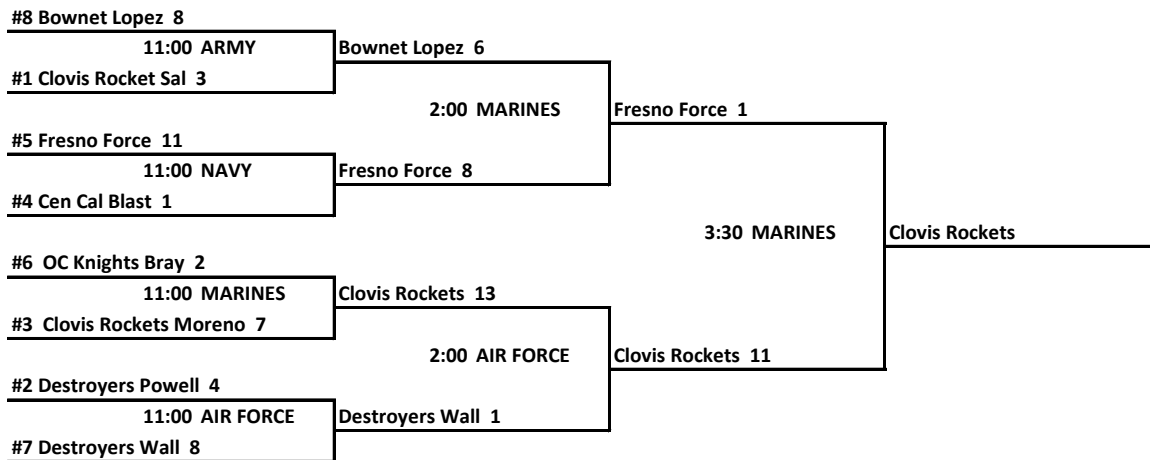 #8 Bownet Lopez 8
11:00 ARMY
Bownet Lopez 6
#1 Clovis Rocket Sal 3
2:00 MARINES
Fresno Force 1
#5 Fresno Force 11
11:00 NAVY
Fresno Force 8
#4 Cen Cal Blast 1
3:30 MARINES
Clovis Rockets
#6 OC Knights Bray 2
11:00 MARINES
Clovis Rockets 13
#3 Clovis Rockets Moreno 7
2:00 AIR FORCE
Clovis Rockets 11
#2 Destroyers Powell 4
11:00 AIR FORCE
Destroyers Wall 1
#7 Destroyers Wall 8